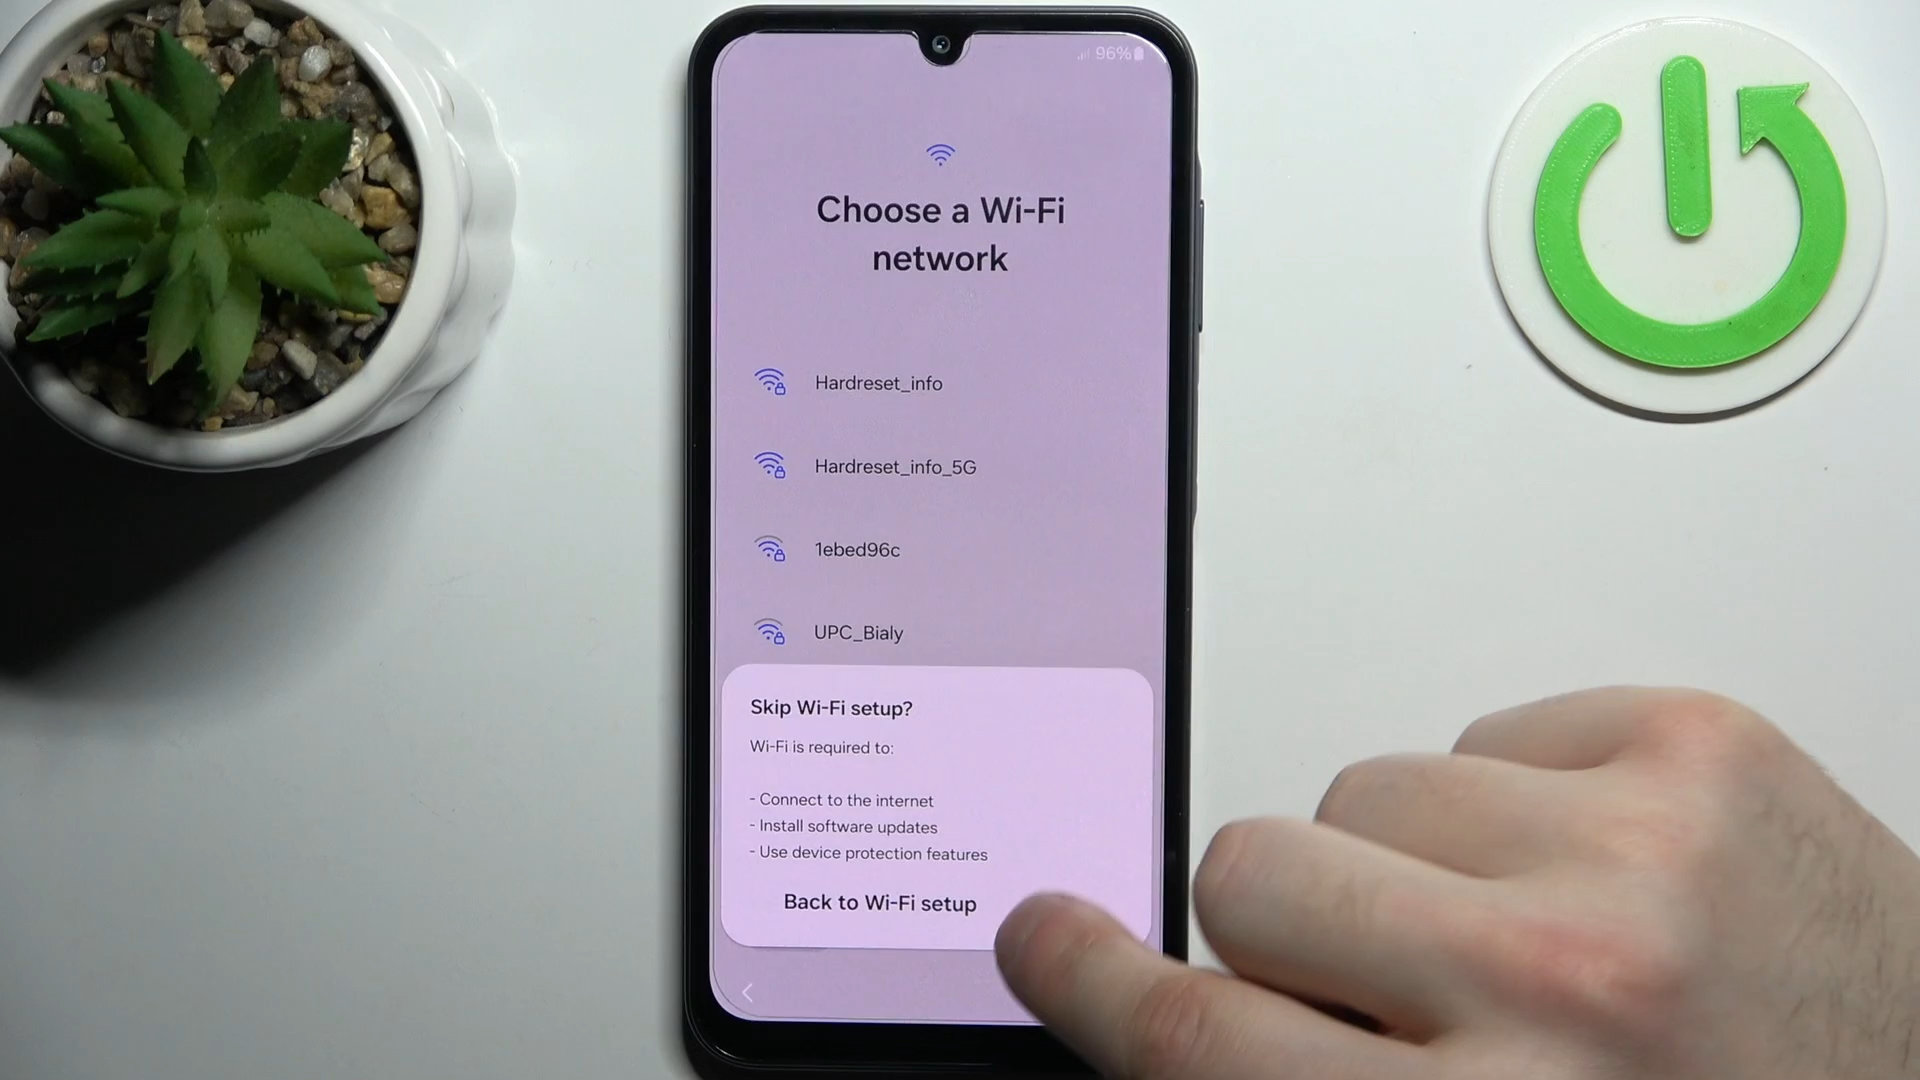 96%
Choose a Wi-Fi
network
Hardreset_info
Hardreset_info_5G
1ebed96c
UPC_Bialy
Skip Wi-Fi setup?
Wi-Fi is required to:
- Connect to the internet
- Install software updates
- Use device protection features
Back to Wi-Fi setup